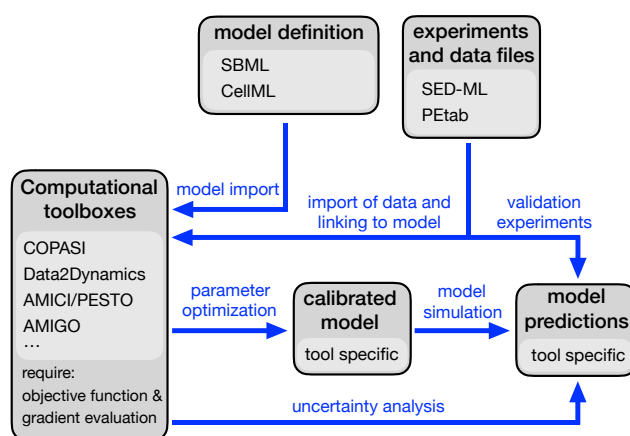 model definition
SBML
CellML
experiments
and data files
SED-ML
PEtab
Computational
toolboxes
COPASI
Data2Dynamics
AMICI/PESTO
AMIGO
...
require:
objective function &
gradient evaluation
model import
import of data and
linking to model
validation
experiments
parameter
optimization
calibrated
model
tool specific
model
simulation
model
predictions
tool specific
uncertainty analysis